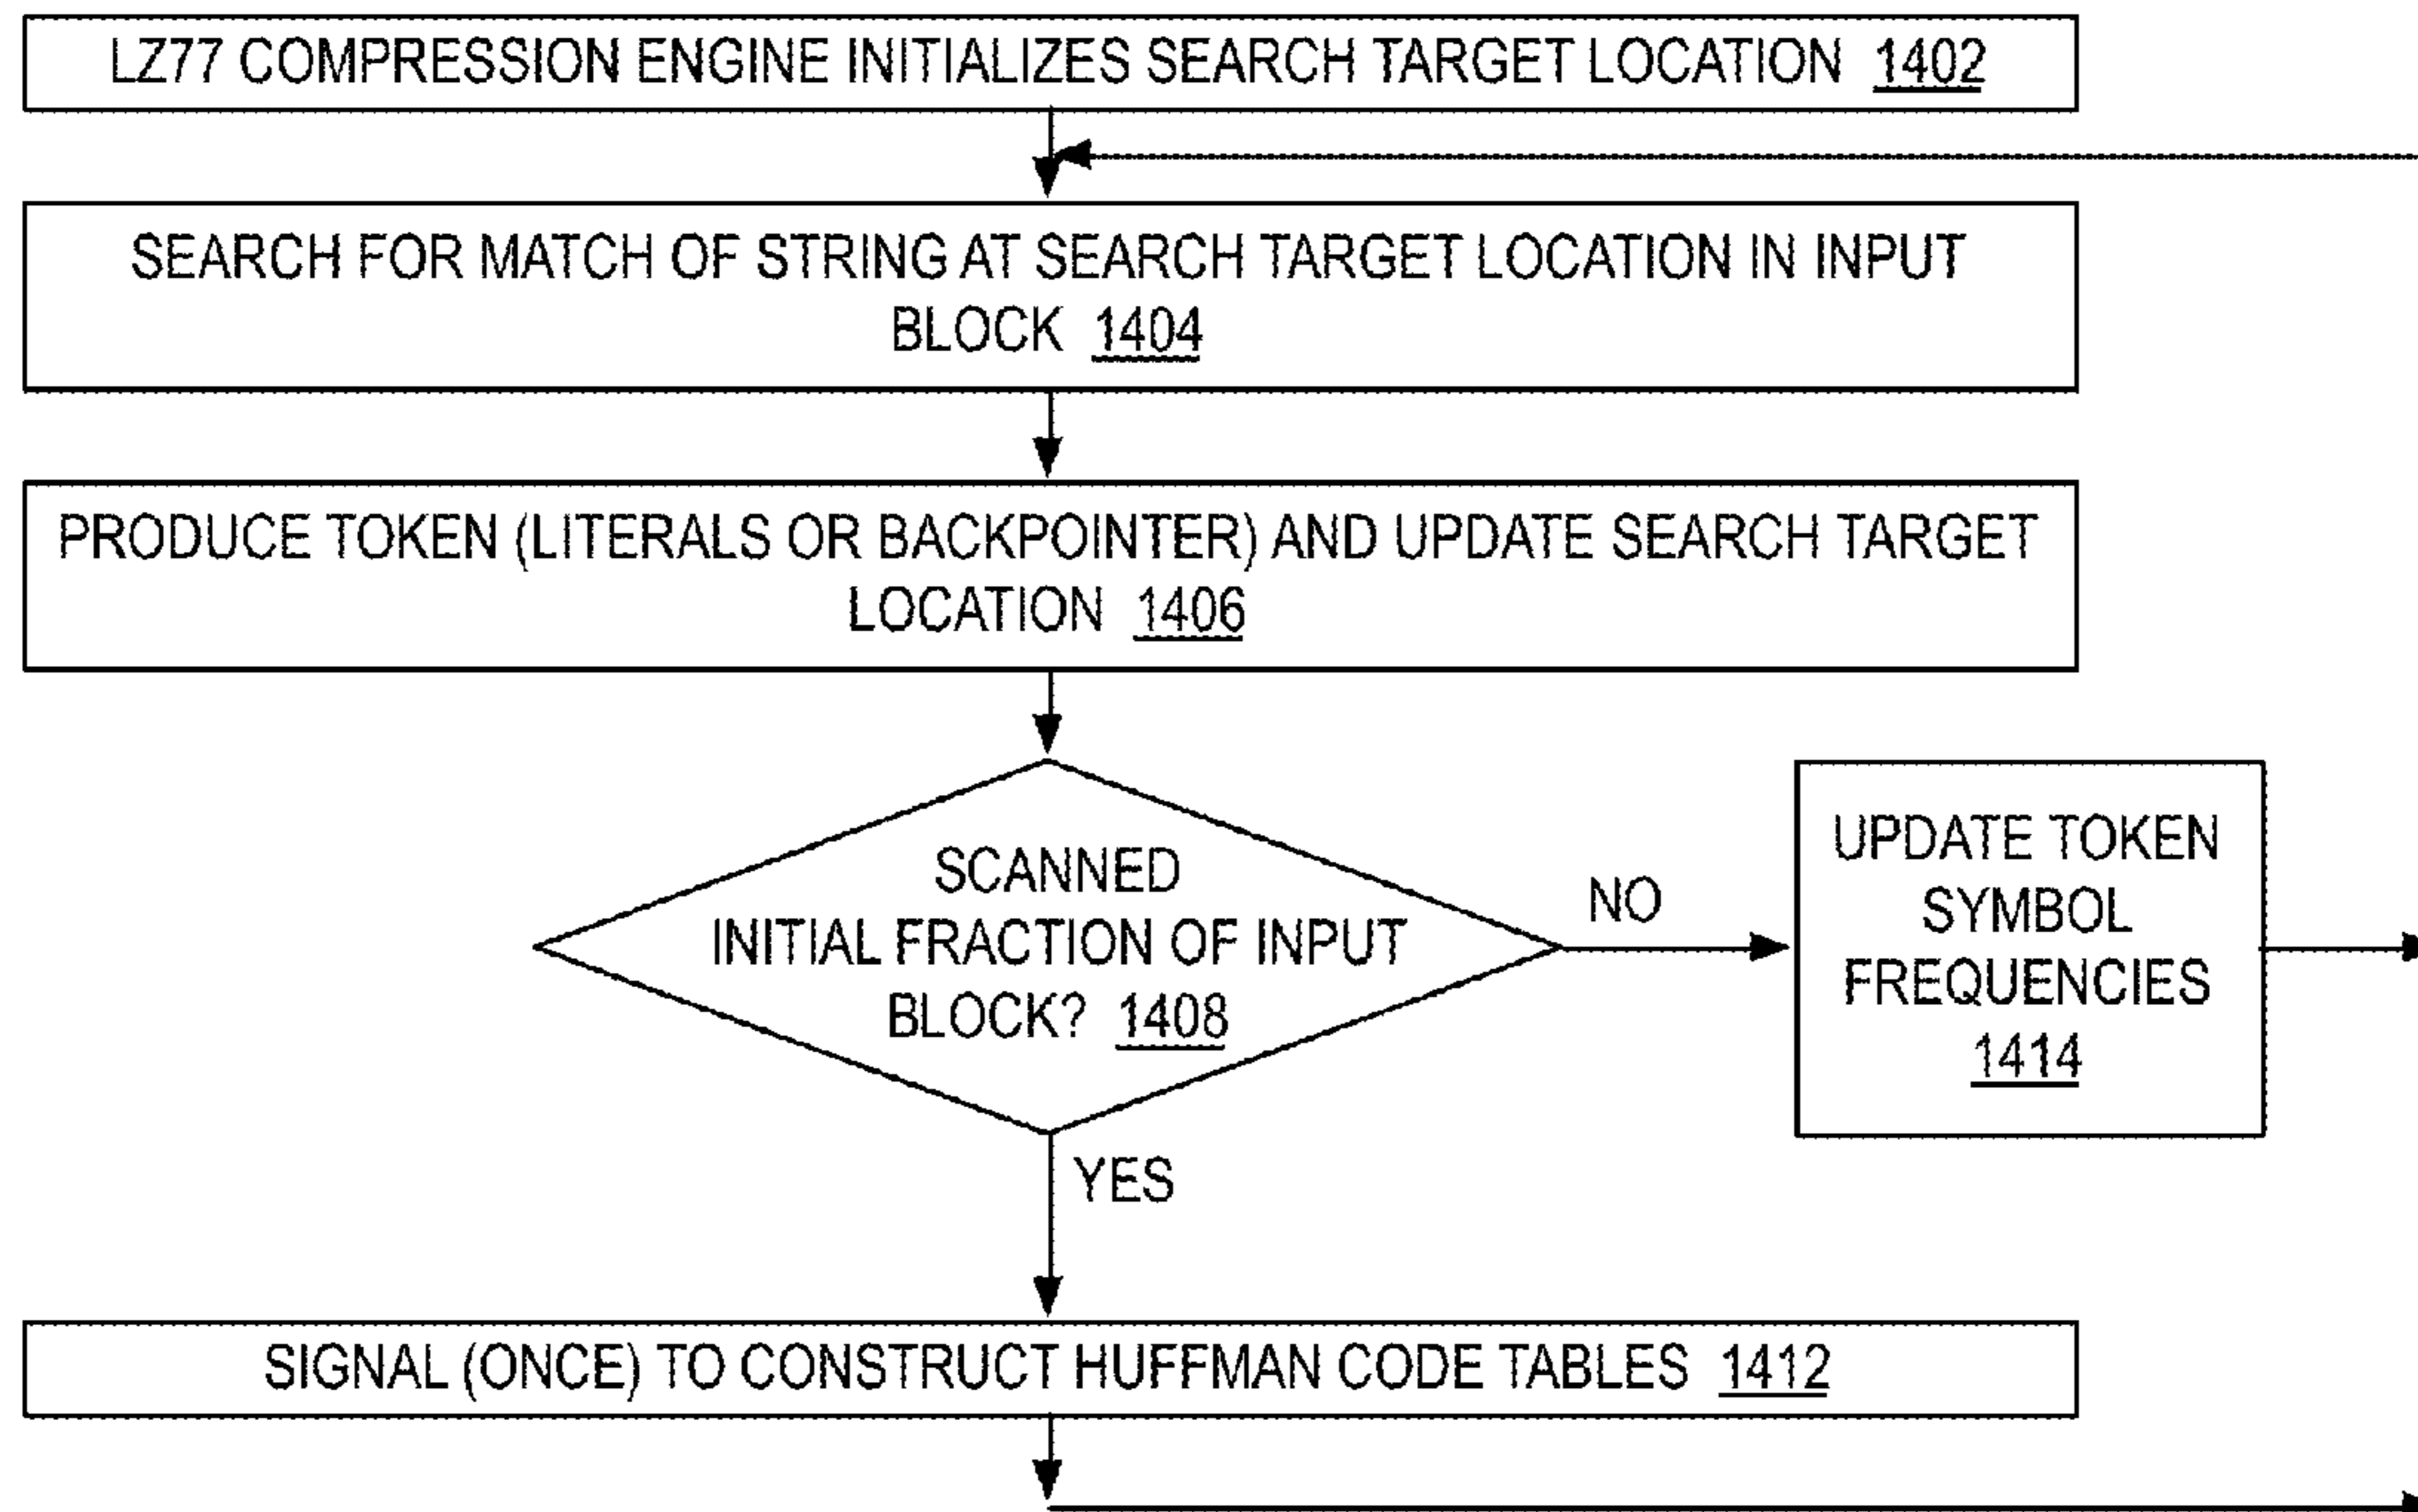 LZ77 COMPRESSION ENGINE INITIALIZES SEARCH TARGET LOCATION 1402
SEARCH FOR MATCH OF STRING AT SEARCH TARGET LOCATION IN INPUT
BLOCK 1404
PRODUCE TOKEN (LITERALS OR BACKPOINTER) AND UPDATE SEARCH TARGET
LOCATION 1406
SCANNED
INITIAL FRACTION OF INPUT
BLOCK? 1408
NO
UPDATE TOKEN
SYMBOL
FREQUENCIES
1414
YES
SIGNAL (ONCE) TO CONSTRUCT HUFFMAN CODE TABLES 1412